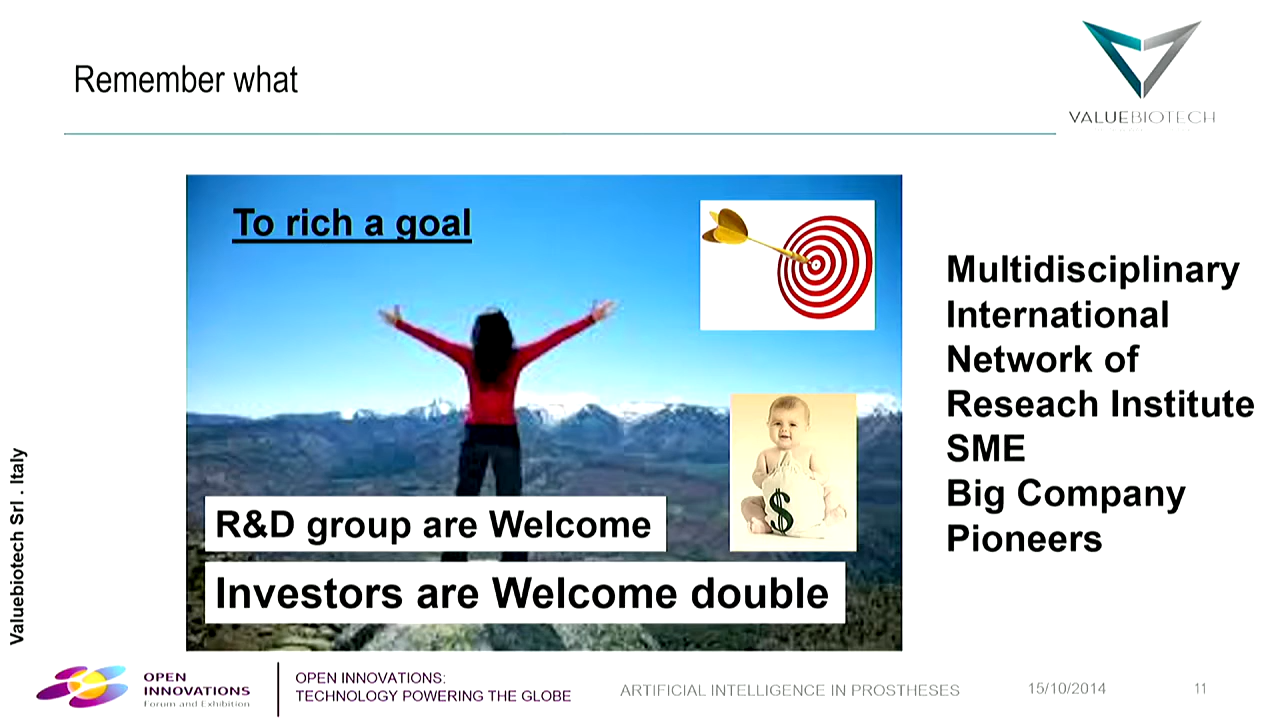 Remember what
VALUEBIOTECH
To rich a goal
$
R&D group are Welcome
Investors are Welcome double
Multidisciplinary
International
Network of
Reseach Institute
SME
Big Company
Pioneers
Valuebiotech Srl . Italy
OPEN
INNOVATIONS
Forum and Exhibition
OPEN INNOVATIONS:
TECHNOLOGY POWERING THE GLOBE
ARTIFICIAL INTELLIGENCE IN PROSTHESES
15/10/2014
11